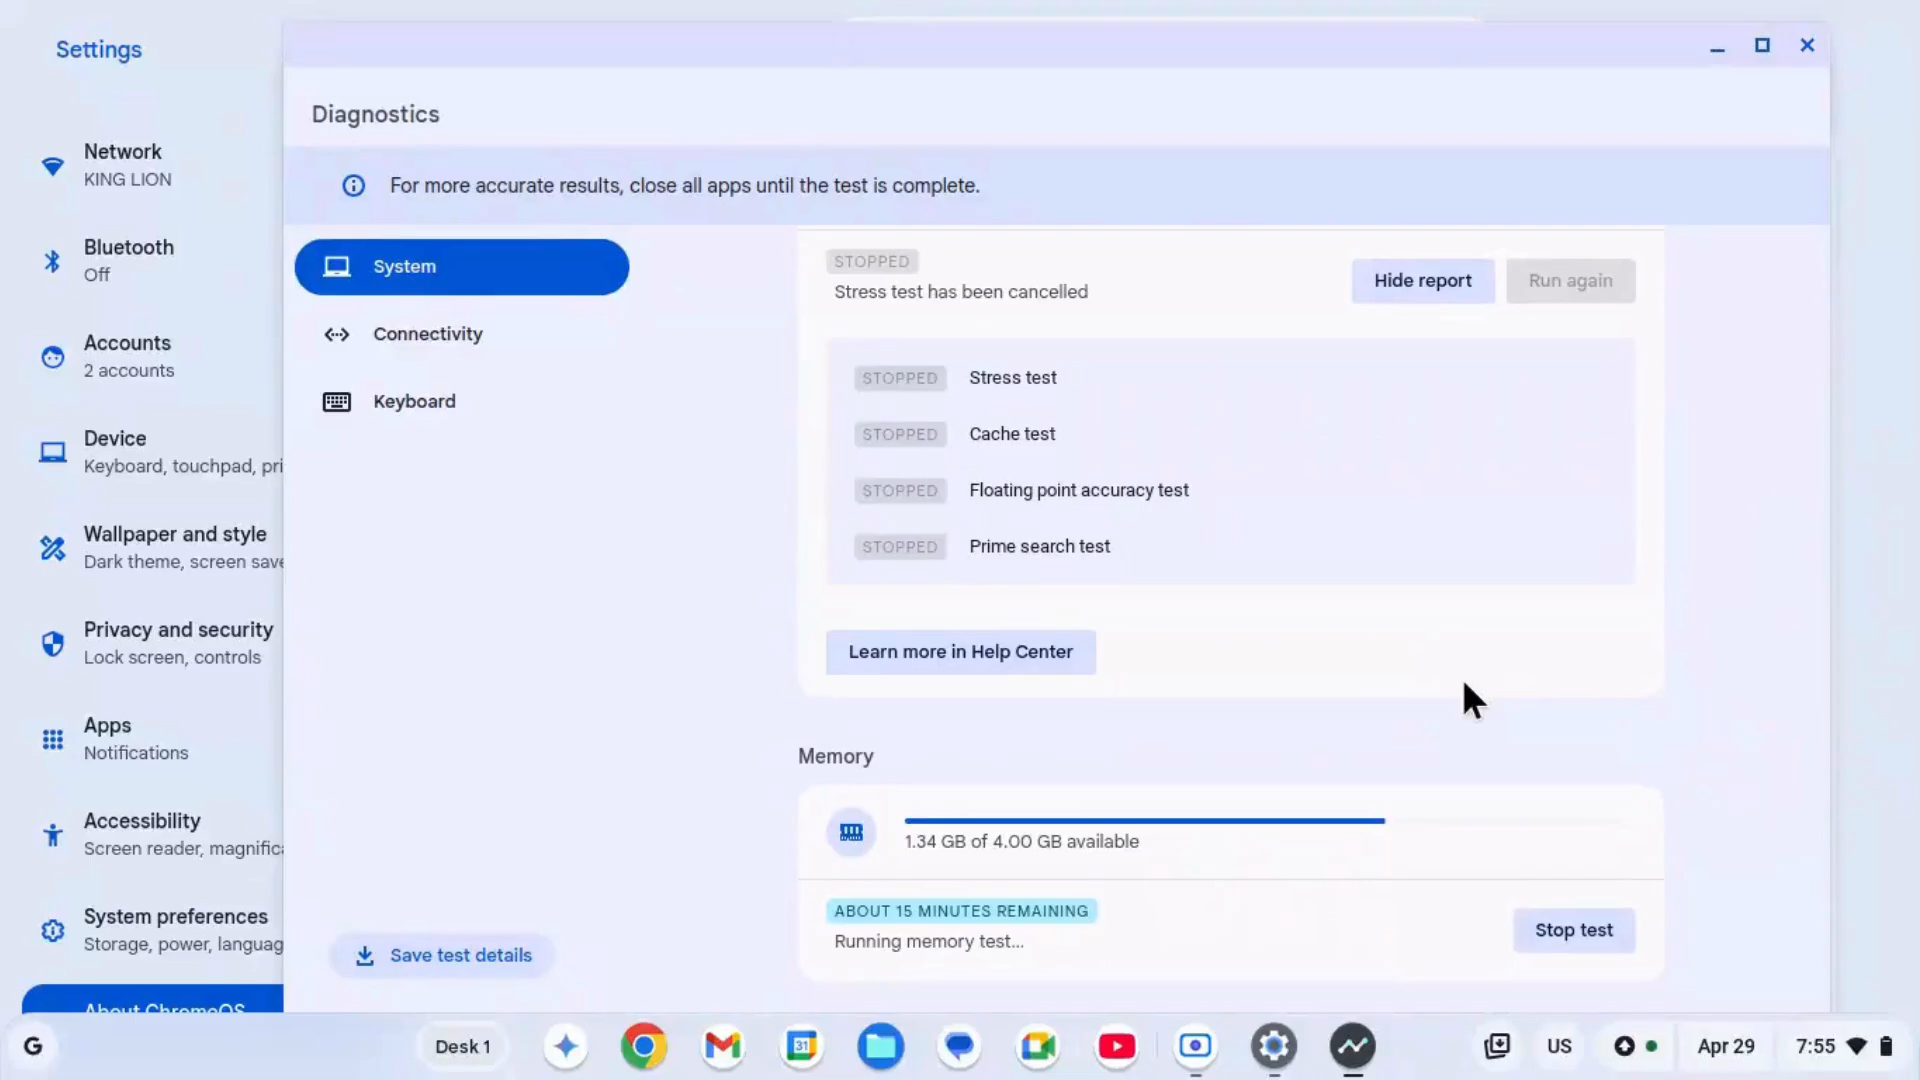 Settings
Network
KING LION
Bluetooth
Off
Accounts
2 accounts
Device
Keyboard, touchpad, pri
Wallpaper and style
Dark theme, screen save
Privacy and security
Lock screen, controls
Apps
Notifications
Accessibility
Screen reader, magnific
System preferences
Storage, power, languag
About ChromeOS
Diagnostics
For more accurate results, close all apps until the test is complete.
System
Connectivity
Keyboard
Save test details
STOPPED
Stress test has been cancelled
Hide report
Run again
STOPPED Stress test
STOPPED Cache test
STOPPED Floating point accuracy test
STOPPED Prime search test
Learn more in Help Center
Memory
1.34 GB of 4.00 GB available
ABOUT 15 MINUTES REMAINING
Running memory test...
Stop test
G
Desk 1
31
US
Apr 29
7:55